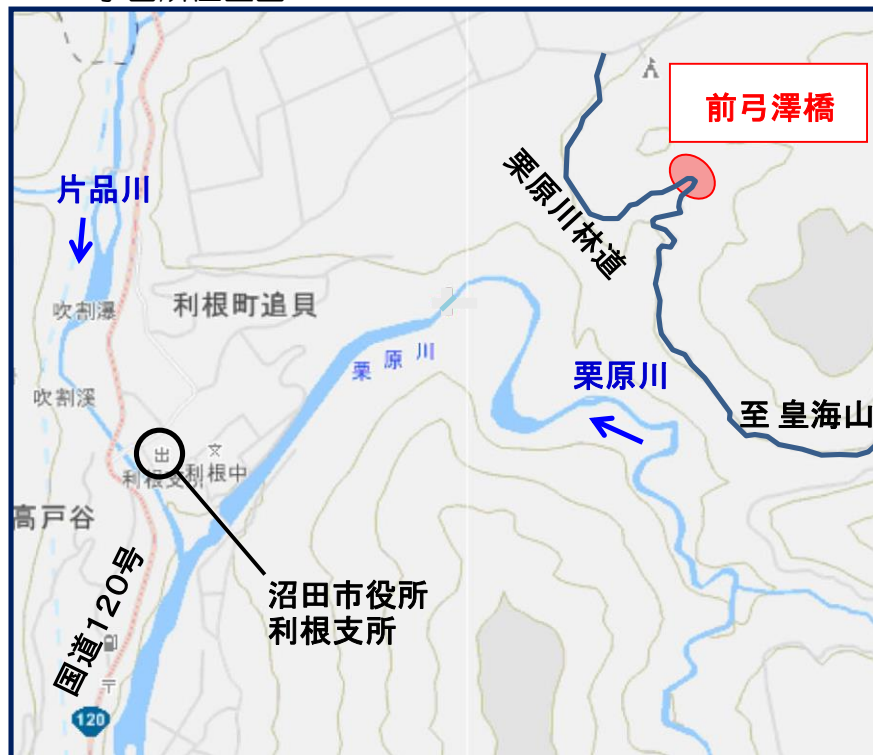 前弓澤橋
栗原川林道
片品川
吹割瀑
利根町追貝
栗原川
栗原川
吹割渓
至 皇海山
出
文
利根支所
利根中
高戸谷
沼田市役所
利根支所
国道120号
〒
120